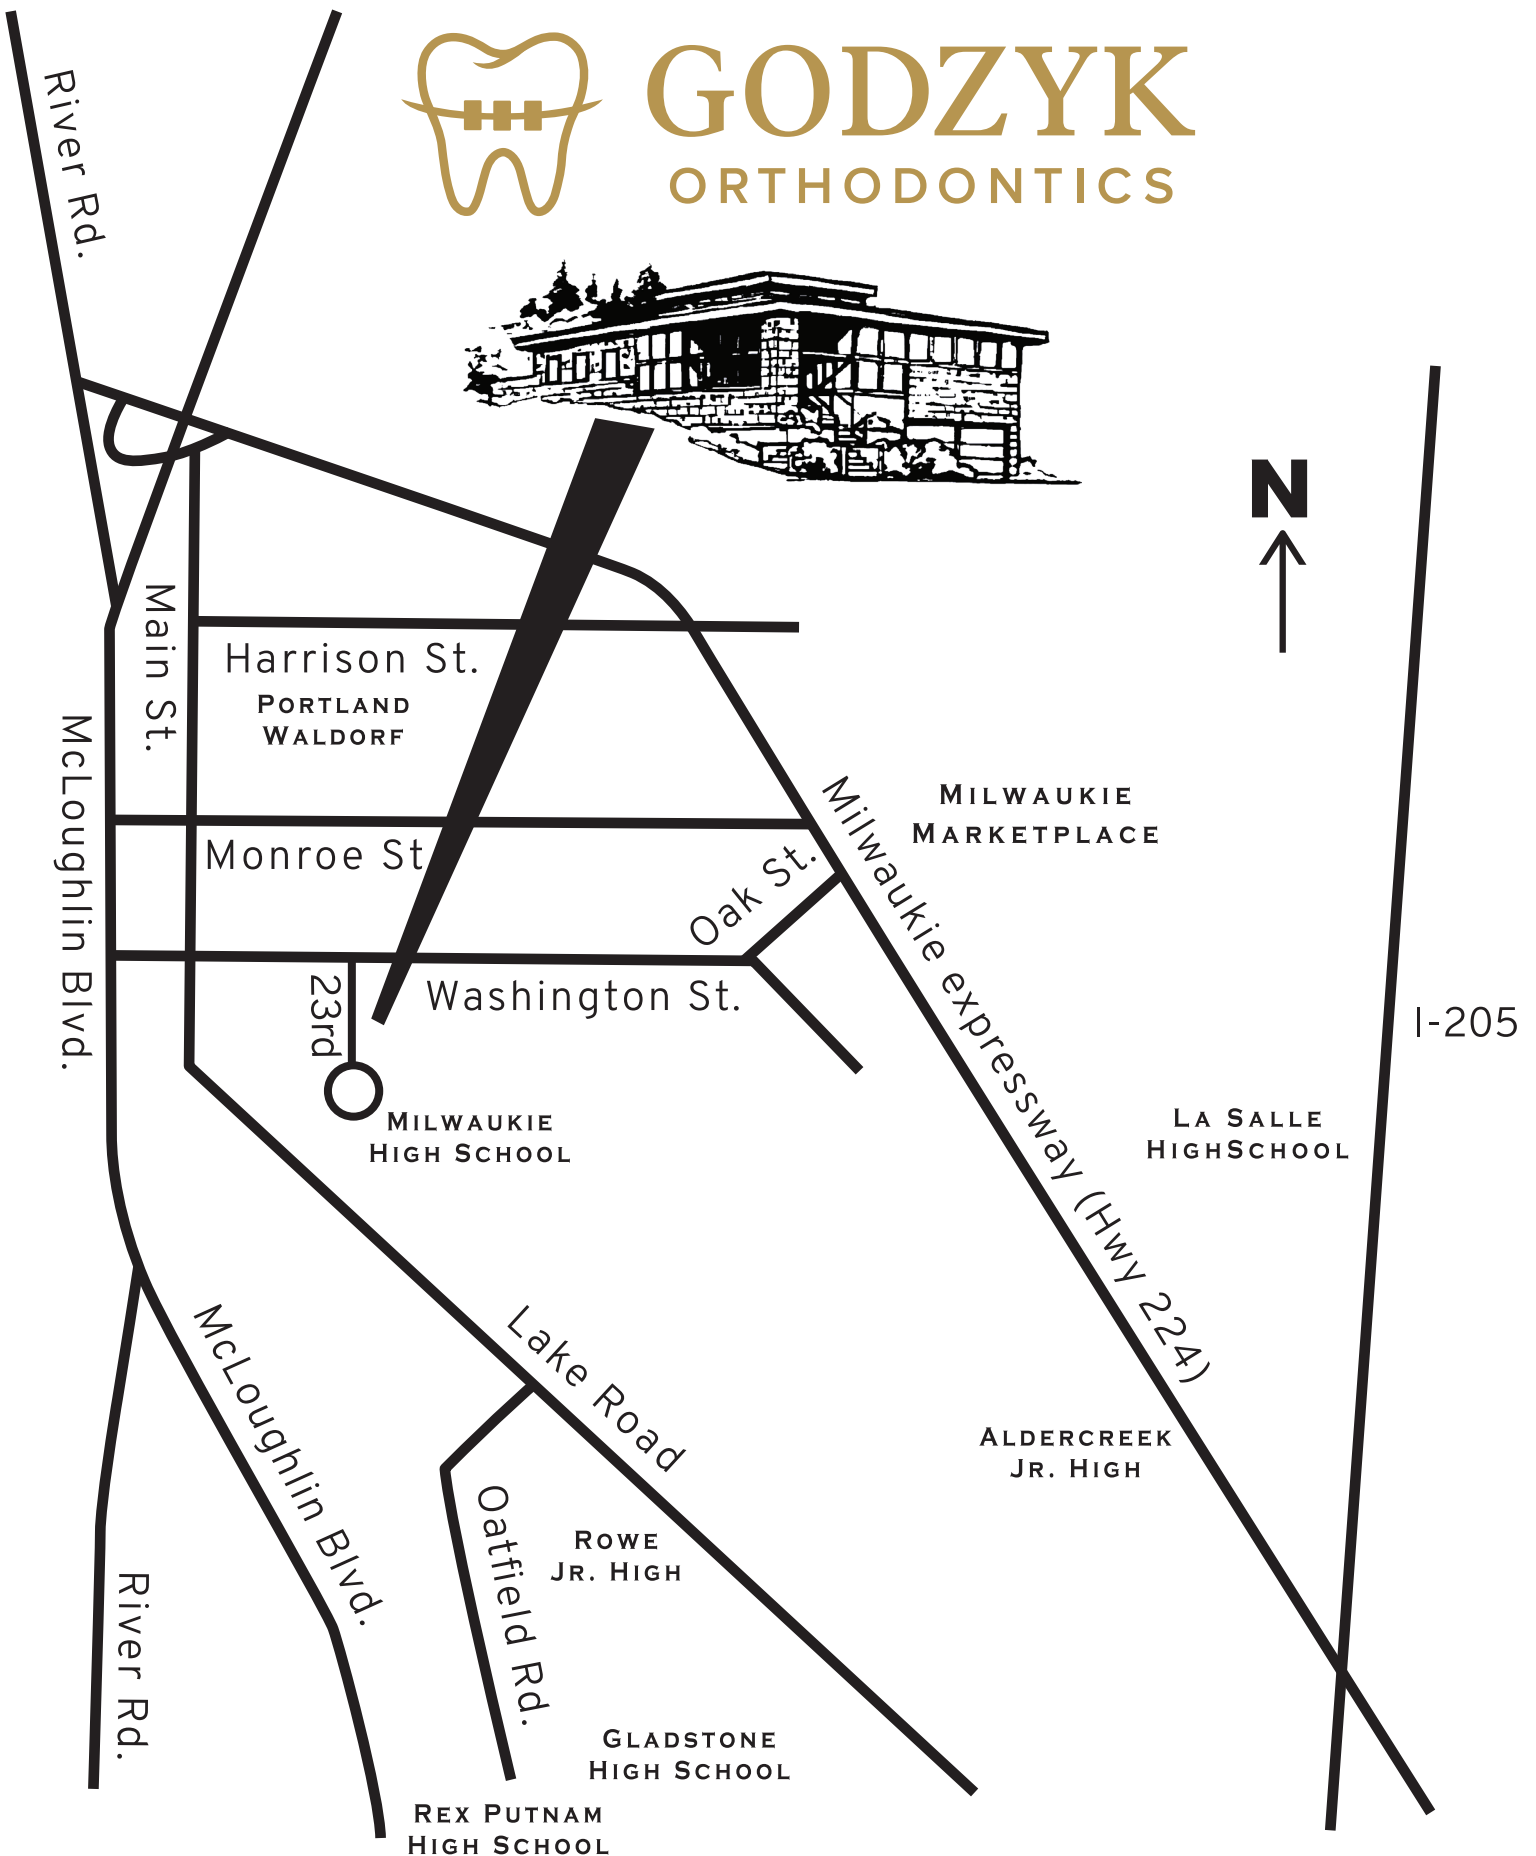 GODZYK
ORTHODONTICS
River Rd.
N
Main St.
Harrison St.
PORTLAND
WALDORF
McLoughlin Blvd.
Monroe St
Oak St.
Milwaukie expressway (Hwy 224)
MILWAUKIE
MARKETPLACE
23rd
Washington St.
I-205
MILWAUKIE
HIGH SCHOOL
LA SALLE
HIGHSCHOOL
McLoughlin Blvd.
Lake Road
ALDERCREEK
JR. HIGH
Oatfield Rd.
ROWE
JR. HIGH
River Rd.
GLADSTONE
HIGH SCHOOL
REX PUTNAM
HIGH SCHOOL